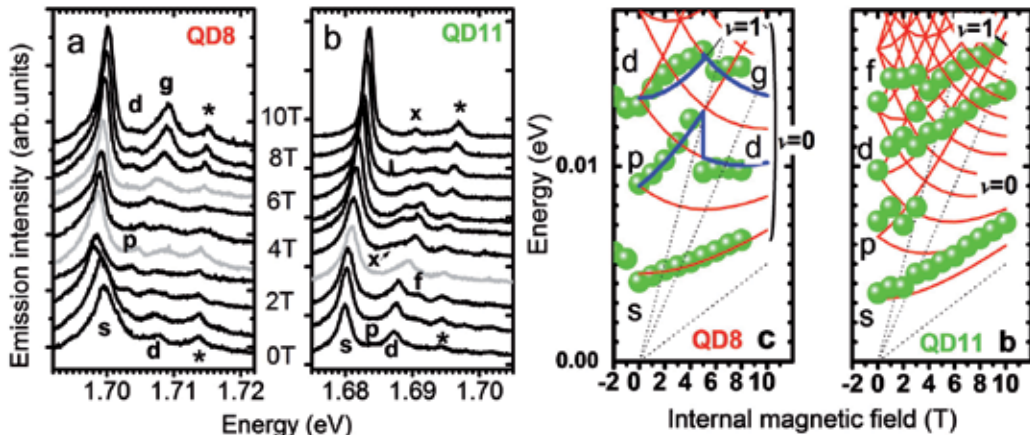 a
QD8
d
g
*
p
s
d
*
1.70
1.71
1.72
Emission intensity (arb.units)
10T
8T
6T
4T
2T
0T
b
QD11
x
*
i
x
f
s
p
d
*
1.68
1.69
1.70
Energy (eV)
Energy (eV)
0.01
0.00
d
ν=1
g
p
d
ν=0
s
QD8
c
-2 0 2 4 6 8 10
ν=1
f
d
ν=0
p
s
QD11
b
-2 0 2 4 6 8 10
Internal magnetic field (T)